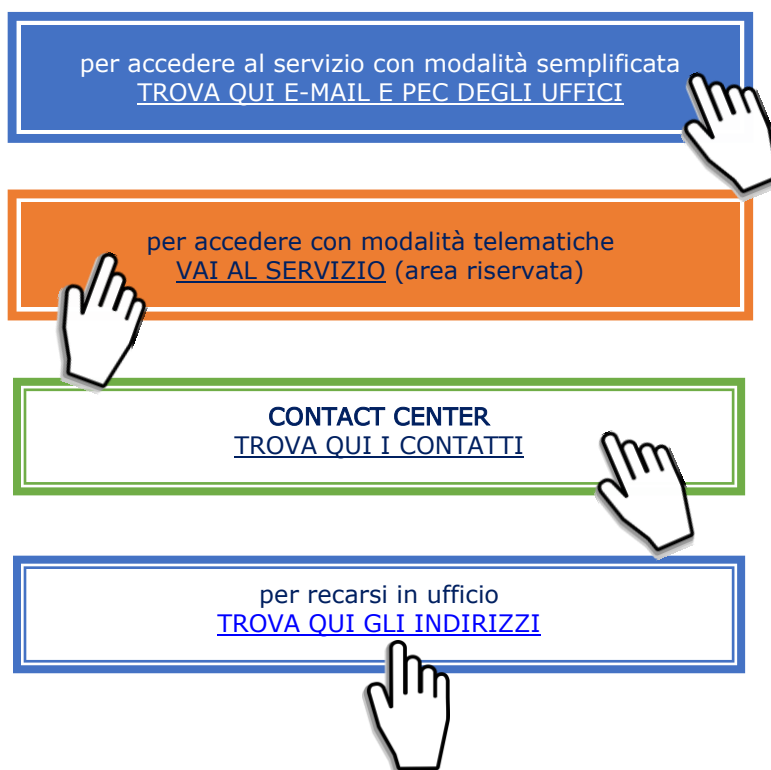 per accedere al servizio con modalità semplificata
TROVA QUI E-MAIL E PEC DEGLI UFFICI
per accedere con modalità telematiche
VAI AL SERVIZIO (area riservata)
CONTACT CENTER
TROVA QUI I CONTATTI
per recarsi in ufficio
TROVA QUI GLI INDIRIZZI